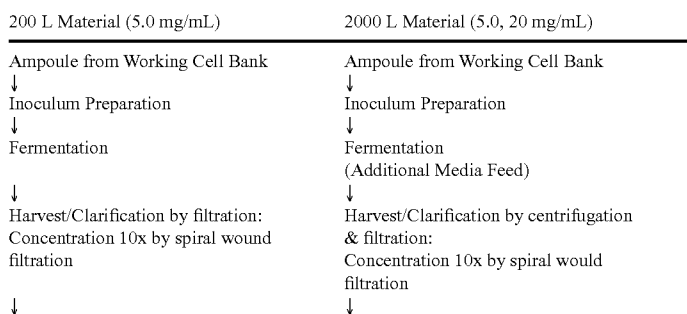 200 L Material (5.0 mg/mL) 2000 L Material (5.0, 20 mg/mL)
Ampoule from Working Cell Bank Ampoule from Working Cell Bank
↓ ↓
Inoculum Preparation Inoculum Preparation
↓ ↓
Fermentation Fermentation
(Additional Media Feed)
↓ ↓
Harvest/Clarification by filtration: Harvest/Clarification by centrifugation
Concentration 10x by spiral wound & filtration:
filtration Concentration 10x by spiral would
filtration
↓ ↓